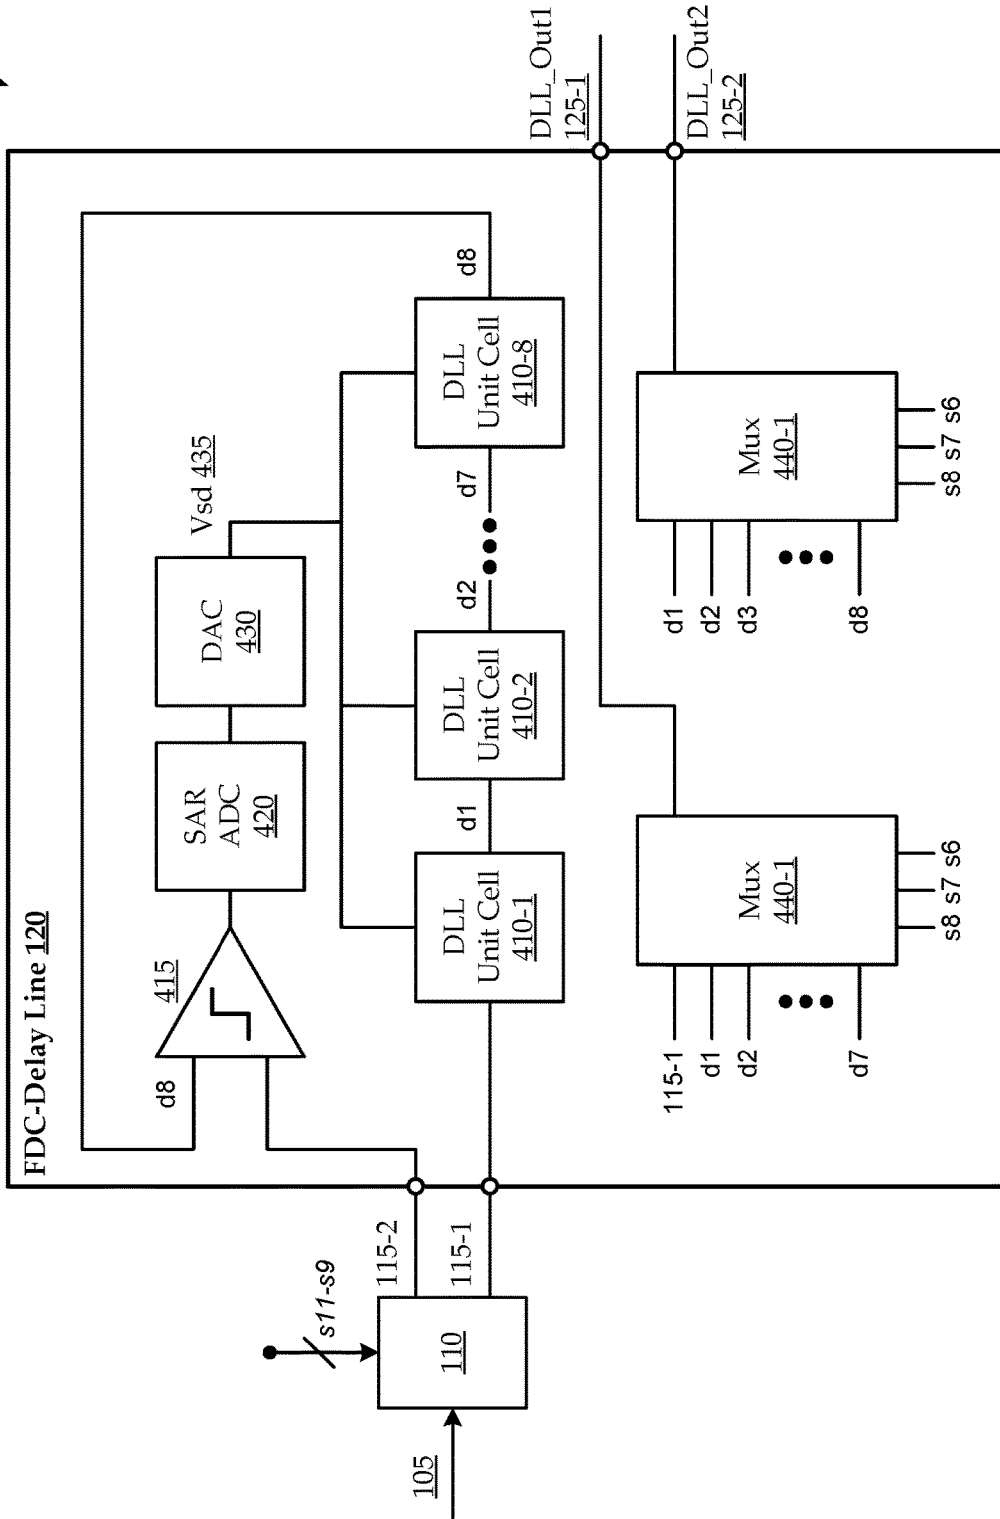 FDC-Delay Line 120
105
110
s11-s9
115-2
115-1
d8
415
SAR
ADC
420
DAC
430
Vsd 435
DLL
Unit Cell
410-1
d1
DLL
Unit Cell
410-2
d2
d7
DLL
Unit Cell
410-8
d8
115-1
d1
d2
d7
Mux
440-1
s8 s7 s6
d1
d2
d3
d8
Mux
440-1
s8 s7 s6
DLL_Out1
125-1
DLL_Out2
125-2